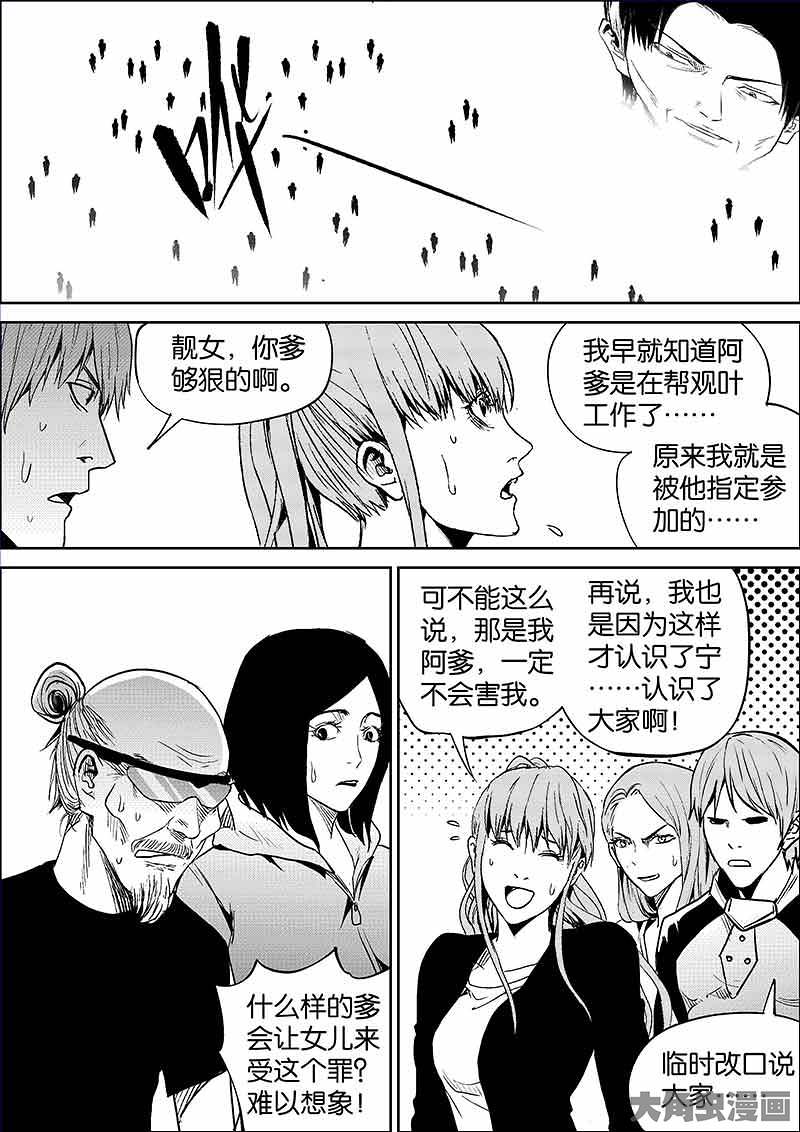 靓女，你爹
够狠的啊。
我早就知道阿
爹是在帮观叶
工作了……
原来我就是
被他指定参
加的……
什么样的爹
会让女儿来
受这个罪？
难以想象！
可不能这么
说，那是我
阿爹，一定
不会害我。
再说，我也
是因为这样
才认识了宁
……认识了
大家啊！
临时改口说
大家……
大角虫漫画